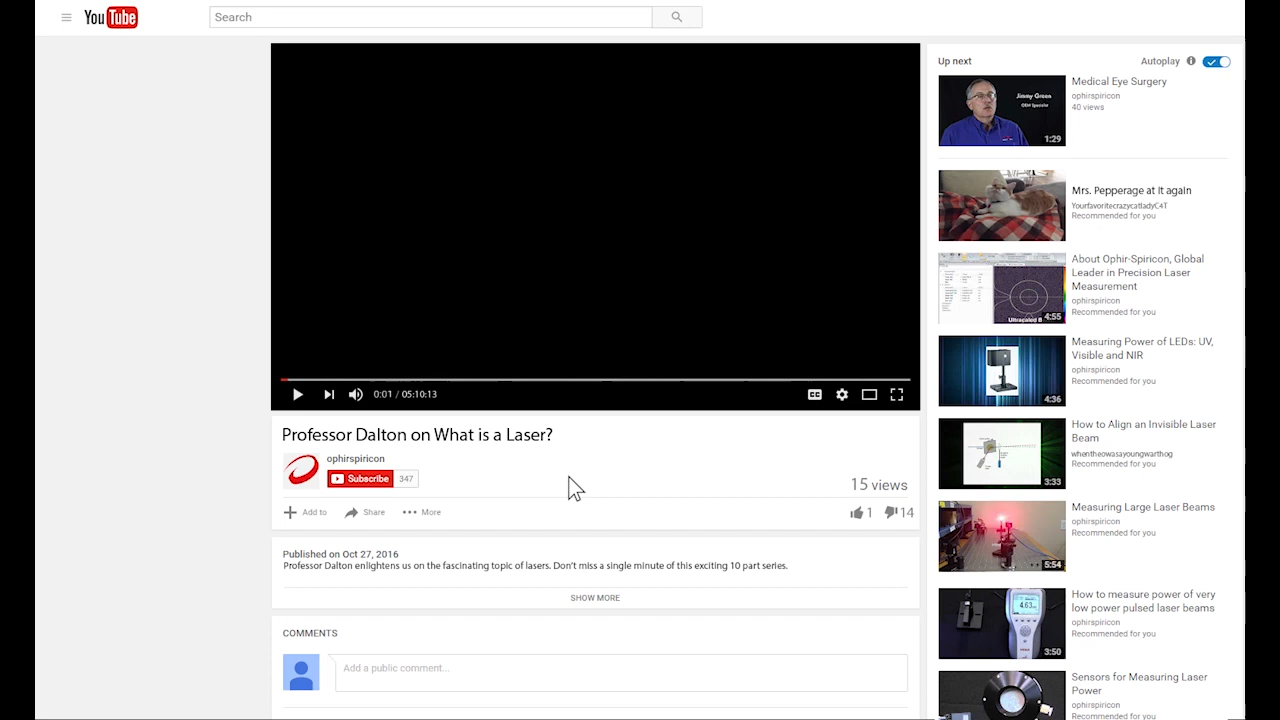 YouTube
Search
Up next
Autoplay
Jimmy Green
OEM Specialist
1:29
Medical Eye Surgery
ophirspiricon
40 views
Mrs. Pepperage at it again
YourfavoritecrazycatladyC4T
Recommended for you
4:55
About Ophir-Spiricon, Global
Leader in Precision Laser
Measurement
ophirspiricon
Recommended for you
4:36
Measuring Power of LEDs: UV,
Visible and NIR
ophirspiricon
Recommended for you
CC
0:01 / 05:10:13
Professor Dalton on What is a Laser?
ophirspiricon
Subscribe
347
15 views
Add to
Share
More
1
14
3:33
How to Align an Invisible Laser
Beam
whentheowasayoungwarthog
Recommended for you
5:54
Measuring Large Laser Beams
ophirspiricon
Recommended for you
Published on Oct 27, 2016
Professor Dalton enlightens us on the fascinating topic of lasers. Don't miss a single minute of this exciting 10 part series.
SHOW MORE
4.63
3:50
How to measure power of very
low power pulsed laser beams
ophirspiricon
Recommended for you
COMMENTS
Add a public comment...
Sensors for Measuring Laser
Power
ophirspiricon
Recommended for you